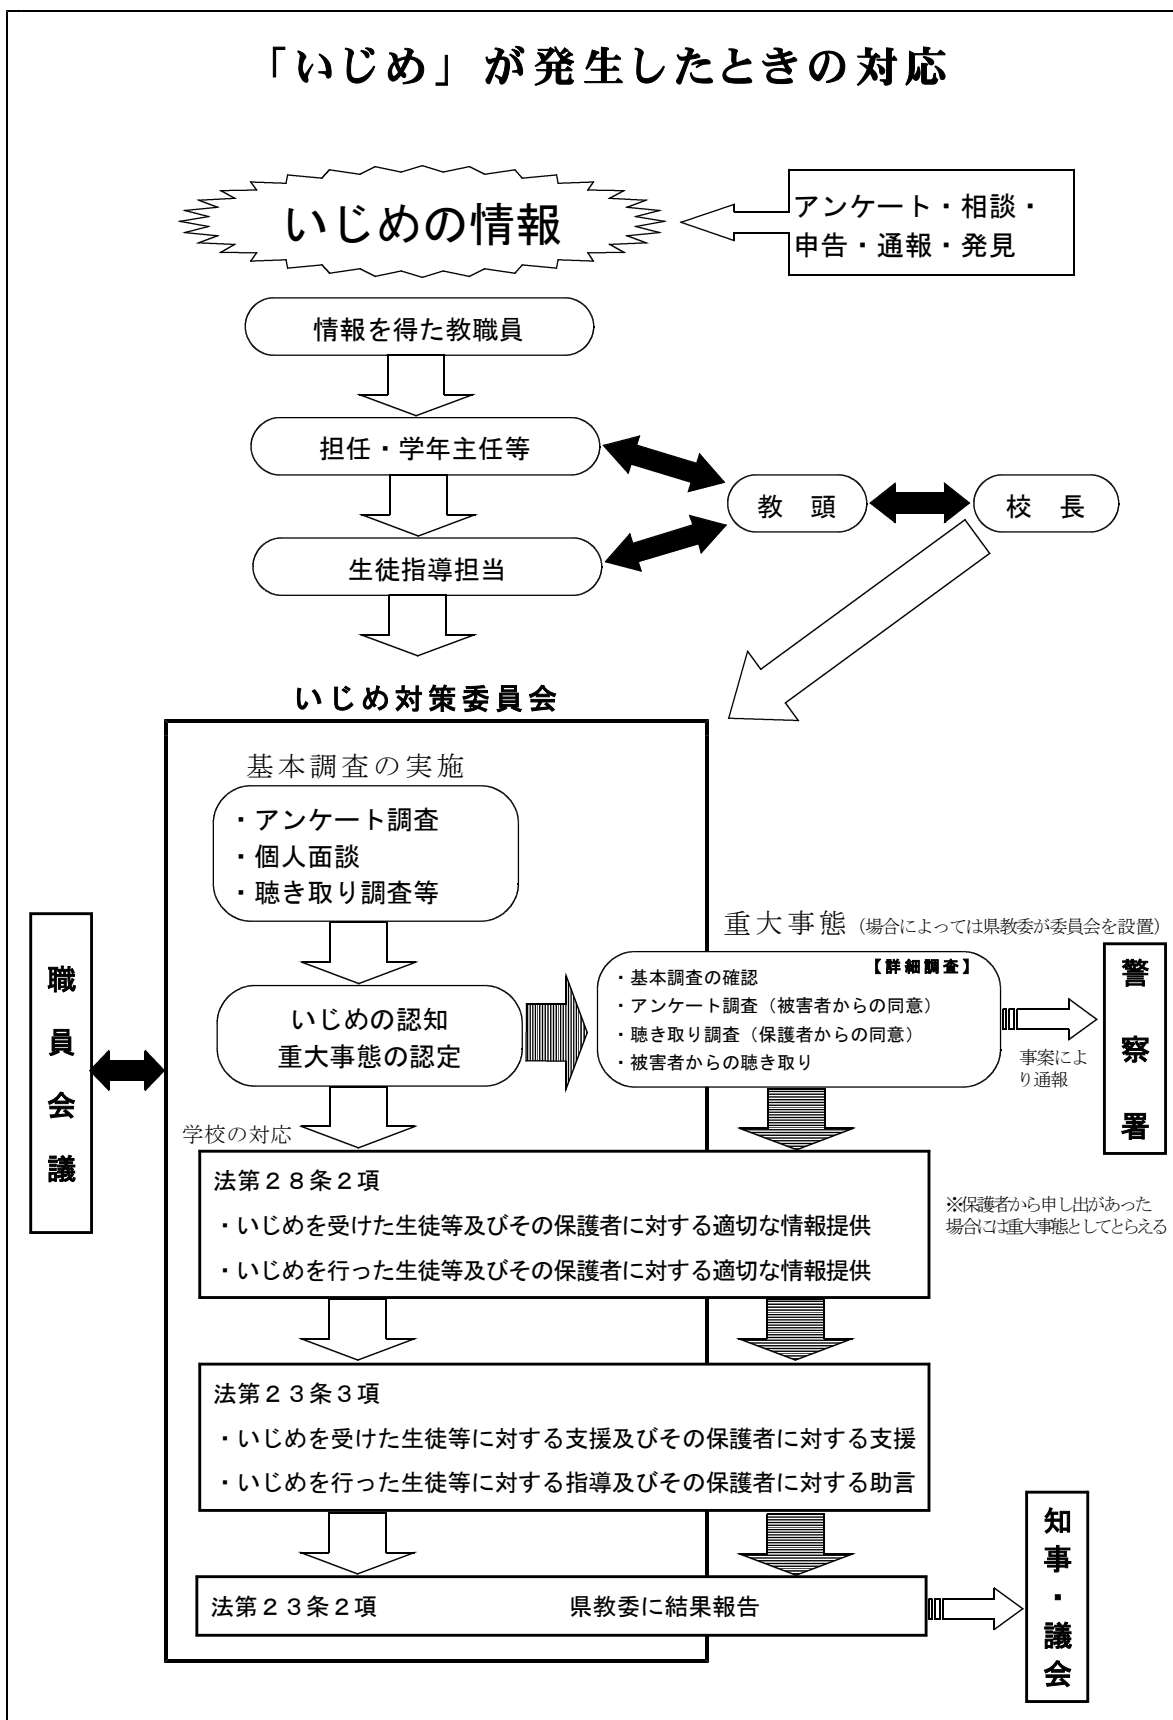 「いじめ」が発生したときの対応
いじめの情報
アンケート・相談・
申告・通報・発見
情報を得た教職員
担任・学年主任等
教　頭
校　長
生徒指導担当
いじめ対策委員会
基本調査の実施
・アンケート調査
・個人面談
・聴き取り調査等
職員会議
重大事態（場合によっては県教委が委員会を設置）
【詳細調査】
・基本調査の確認
・アンケート調査（被害者からの同意）
・聴き取り調査（保護者からの同意）
・被害者からの聴き取り
いじめの認知
重大事態の認定
事案によ
り通報
警察署
学校の対応
法第２８条２項
・いじめを受けた生徒等及びその保護者に対する適切な情報提供
・いじめを行った生徒等及びその保護者に対する適切な情報提供
※保護者から申し出があった
場合には重大事態としてとらえる
法第２３条３項
・いじめを受けた生徒等に対する支援及びその保護者に対する支援
・いじめを行った生徒等に対する指導及びその保護者に対する助言
法第２３条２項　　　　　　　　県教委に結果報告
知事・議会